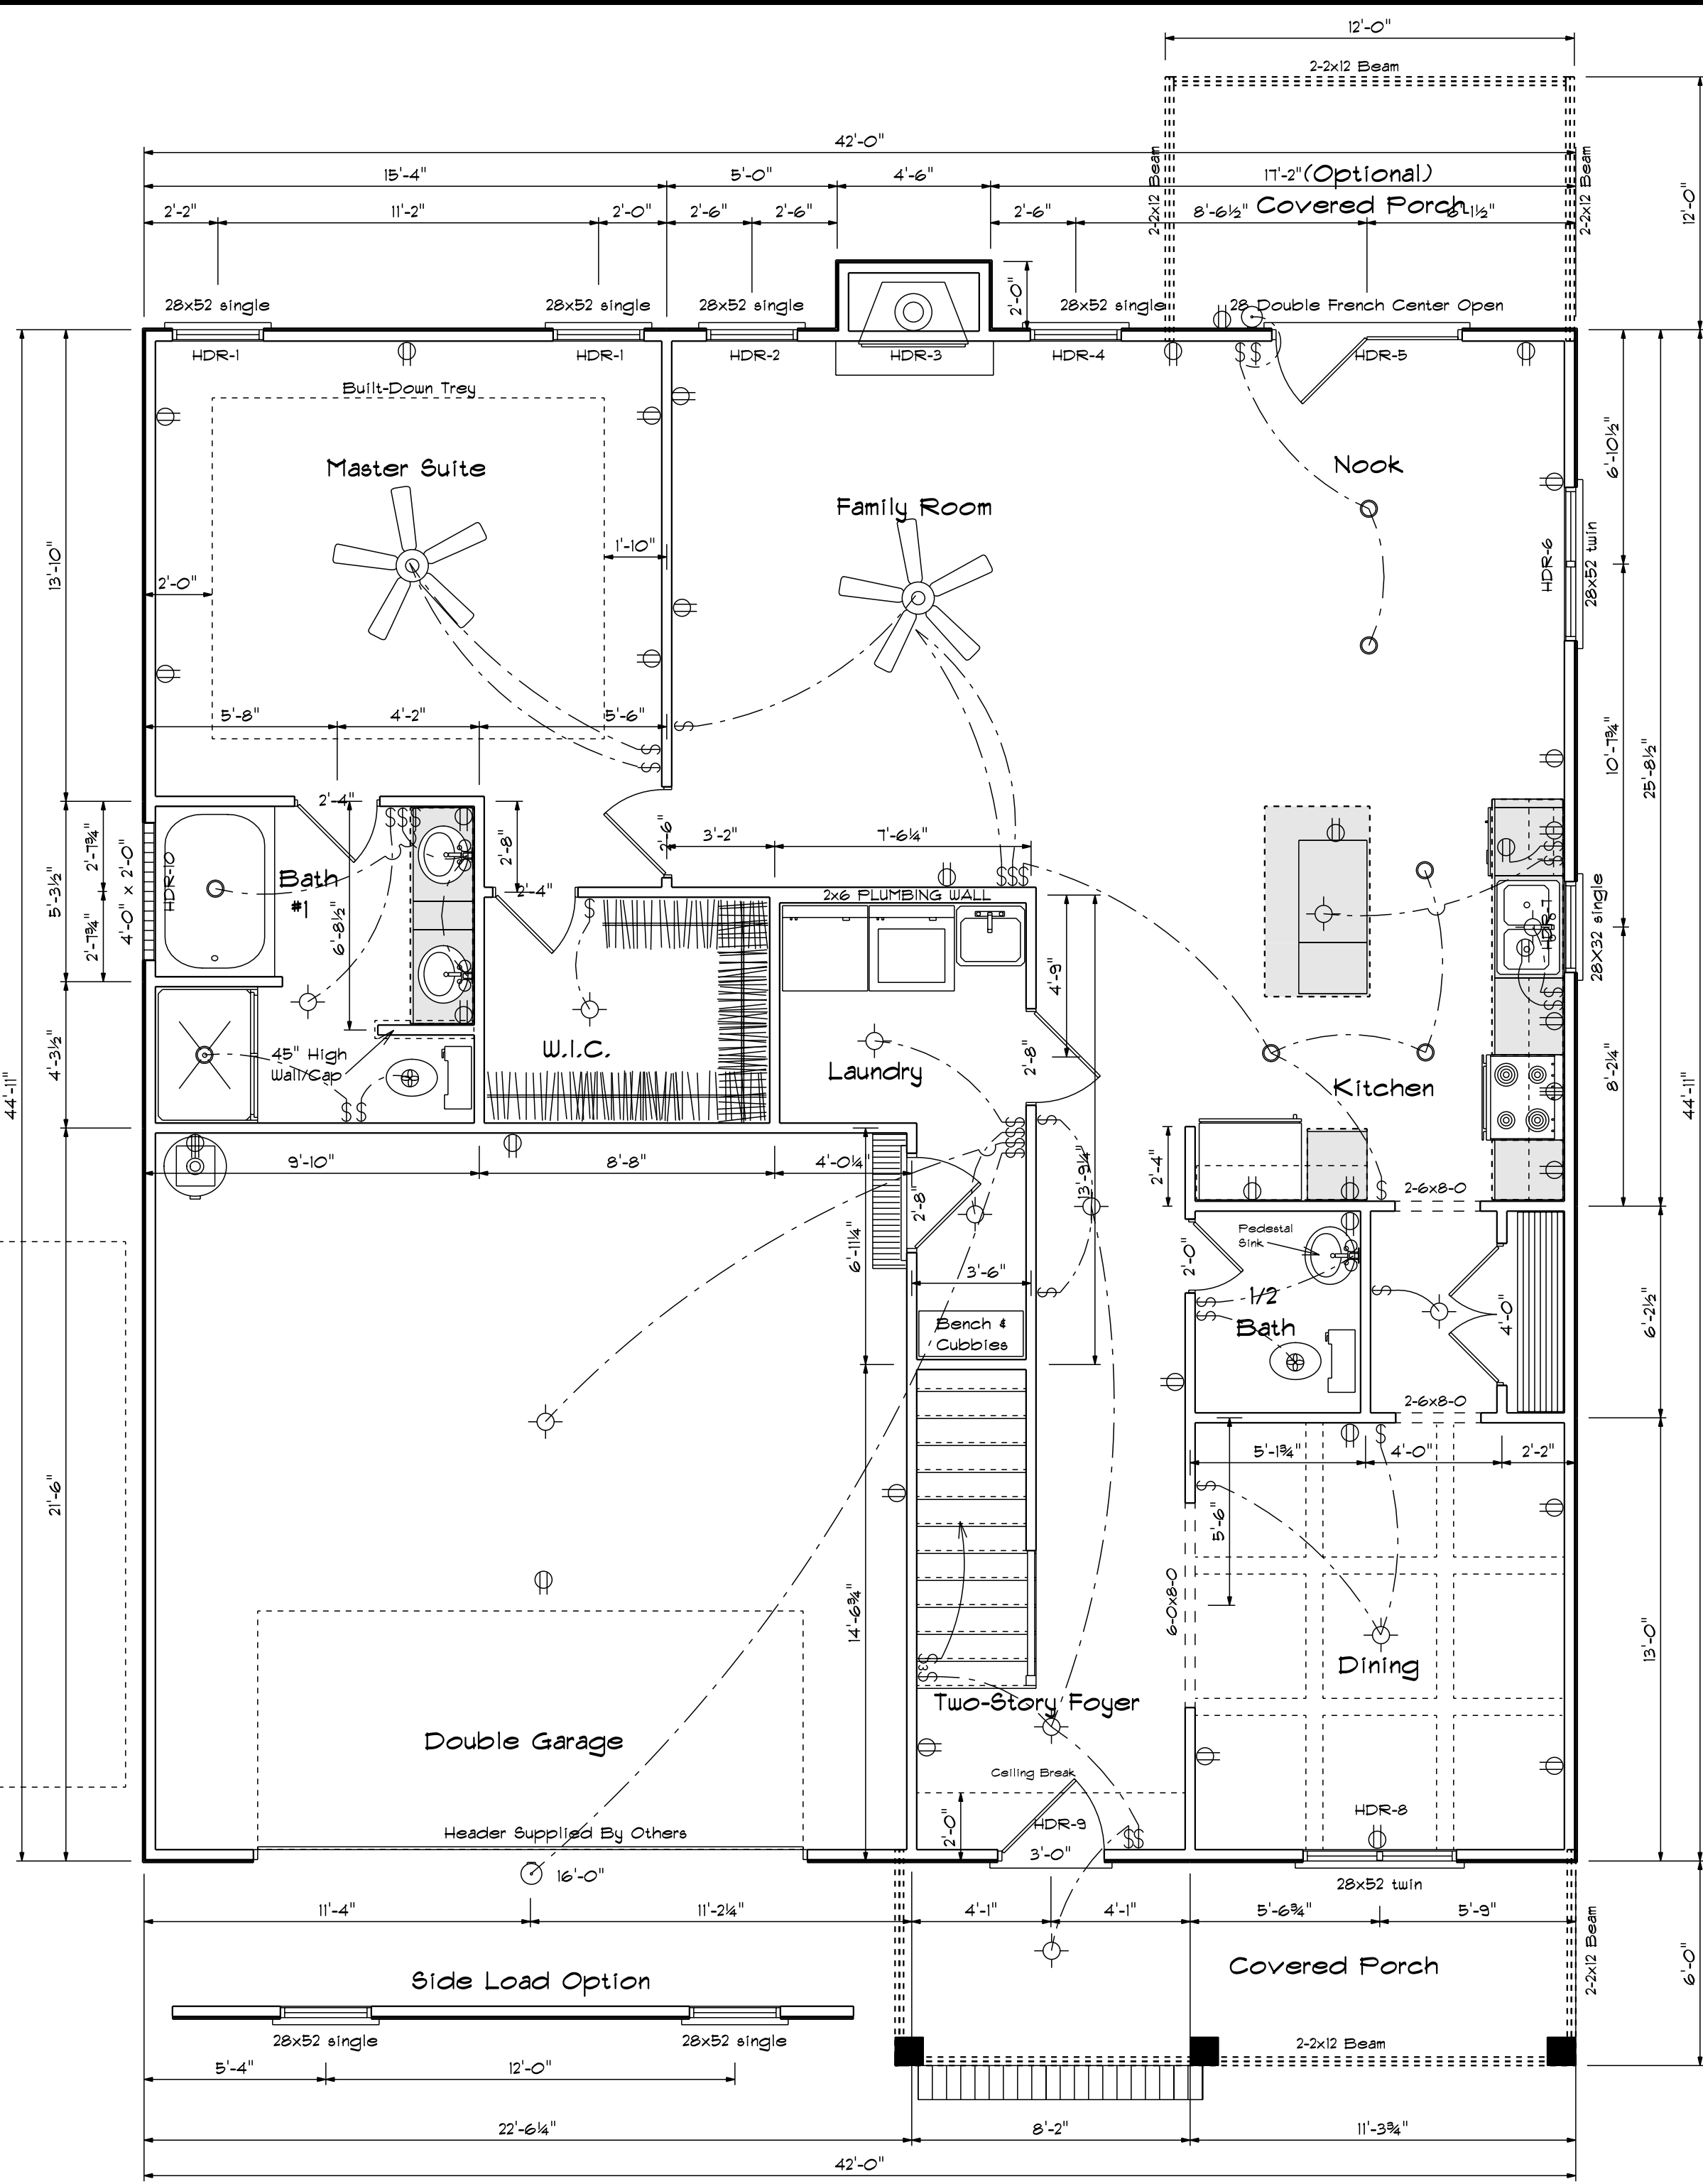 12'-0"
2-2x12 Beam
42'-0"
15'-4"
5'-0"
4'-6"
17'-2"
(Optional)
Covered Porch
2'-2"
11'-2"
2'-0"
2'-6"
2'-6"
2'-6"
8'-6½"
6'-1½"
2-2x12 Beam
2-2x12 Beam
12'-0"
2'-0"
28x52 single
28x52 single
28x52 single
28x52 single
28 Double French Center Open
HDR-1
HDR-1
HDR-2
HDR-3
HDR-4
HDR-5
Built-Down Trey
Master Suite
Family Room
Nook
6'-10½"
13'-10"
2'-0"
1'-10"
HDR-6
28x52 twin
5'-8"
4'-2"
5'-6"
10'-7¾"
25'-8½"
2'-4"
2'-8"
2'-6"
3'-2"
7'-6¼"
5'-3½"
2'-7¾"
2'-7¾"
4'-0" x 2'-0"
HDR-10
Bath
#1
6'-8½"
2'-4"
2x6 PLUMBING WALL
4'-9"
HDR-7
28x32 single
44'-11"
4'-3½"
45" High
Wall/Cap
W.I.C.
Laundry
2'-8"
Kitchen
8'-2¼"
44'-11"
9'-10"
8'-8"
4'-0¼"
2'-8"
13'-9¼"
2'-4"
2-6x8-0
6'-11¼"
3'-6"
Bench &
Cubbies
Pedestal
Sink
2'-0"
1/2
Bath
4'-0"
6'-2½"
2-6x8-0
5'-1¾"
4'-0"
2'-2"
21'-6"
5'-6"
14'-6¾"
6-0x8-0
13'-0"
Dining
Two-Story Foyer
Double Garage
Ceiling Break
2'-0"
HDR-9
3'-0"
HDR-8
Header Supplied By Others
16'-0"
28x52 twin
11'-4"
11'-2¼"
4'-1"
4'-1"
5'-6¾"
5'-9"
Covered Porch
2-2x12 Beam
6'-0"
Side Load Option
28x52 single
28x52 single
2-2x12 Beam
5'-4"
12'-0"
22'-6¼"
8'-2"
11'-3¾"
42'-0"